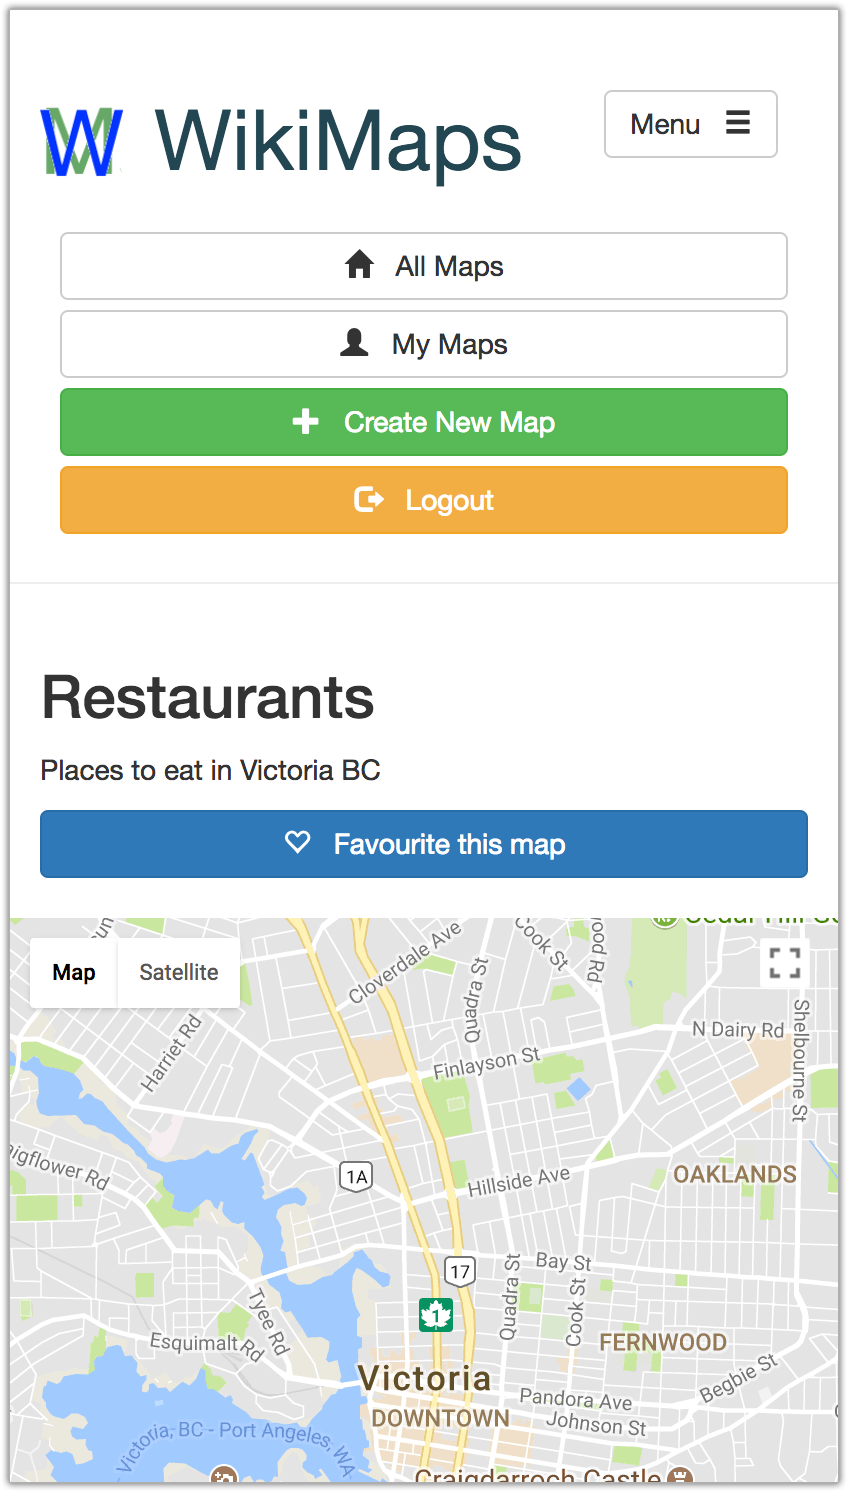 WikiMaps
Menu
All Maps
My Maps
Create New Map
Logout
Restaurants
Places to eat in Victoria BC
Favourite this map
Map
Satellite
Cloverdale Ave
Quadra St
Cook St
N Dairy Rd
Shelbourne St
Harriet Rd
Finlayson St
1A
Hillside Ave
OAKLANDS
17
Bay St
Quadra St
Cook St
1
Tyee Rd
Esquimalt Rd
FERNWOOD
Victoria
DOWNTOWN
Begbie St
Pandora Ave
Johnson St
Victoria, BC - Port Angeles, WA
Craigdarroch Castle